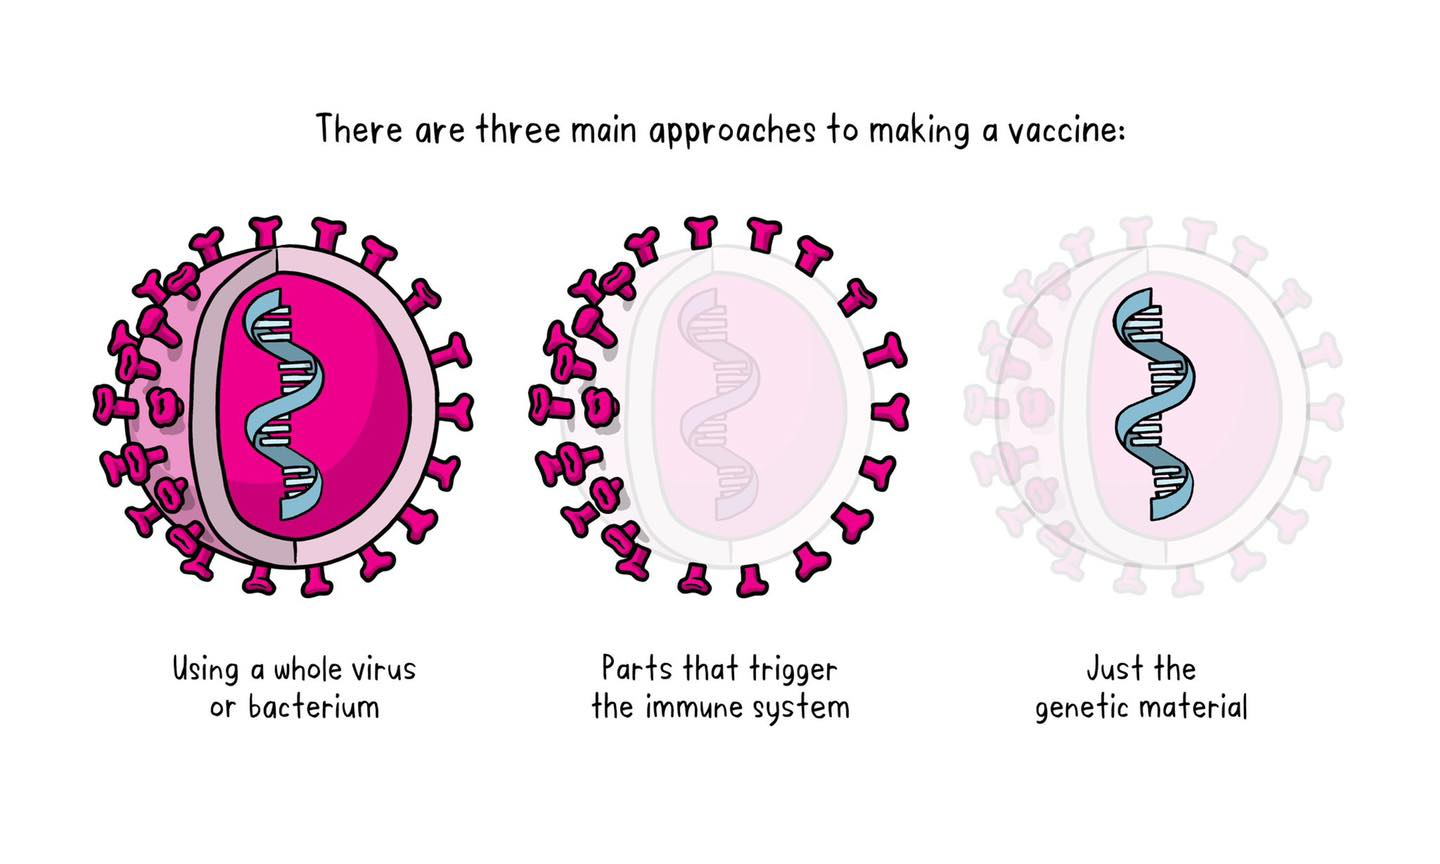 There are three main approaches to making a vaccine:
Using a whole virus
or bacterium
Parts that trigger
the immune system
Just the
genetic material